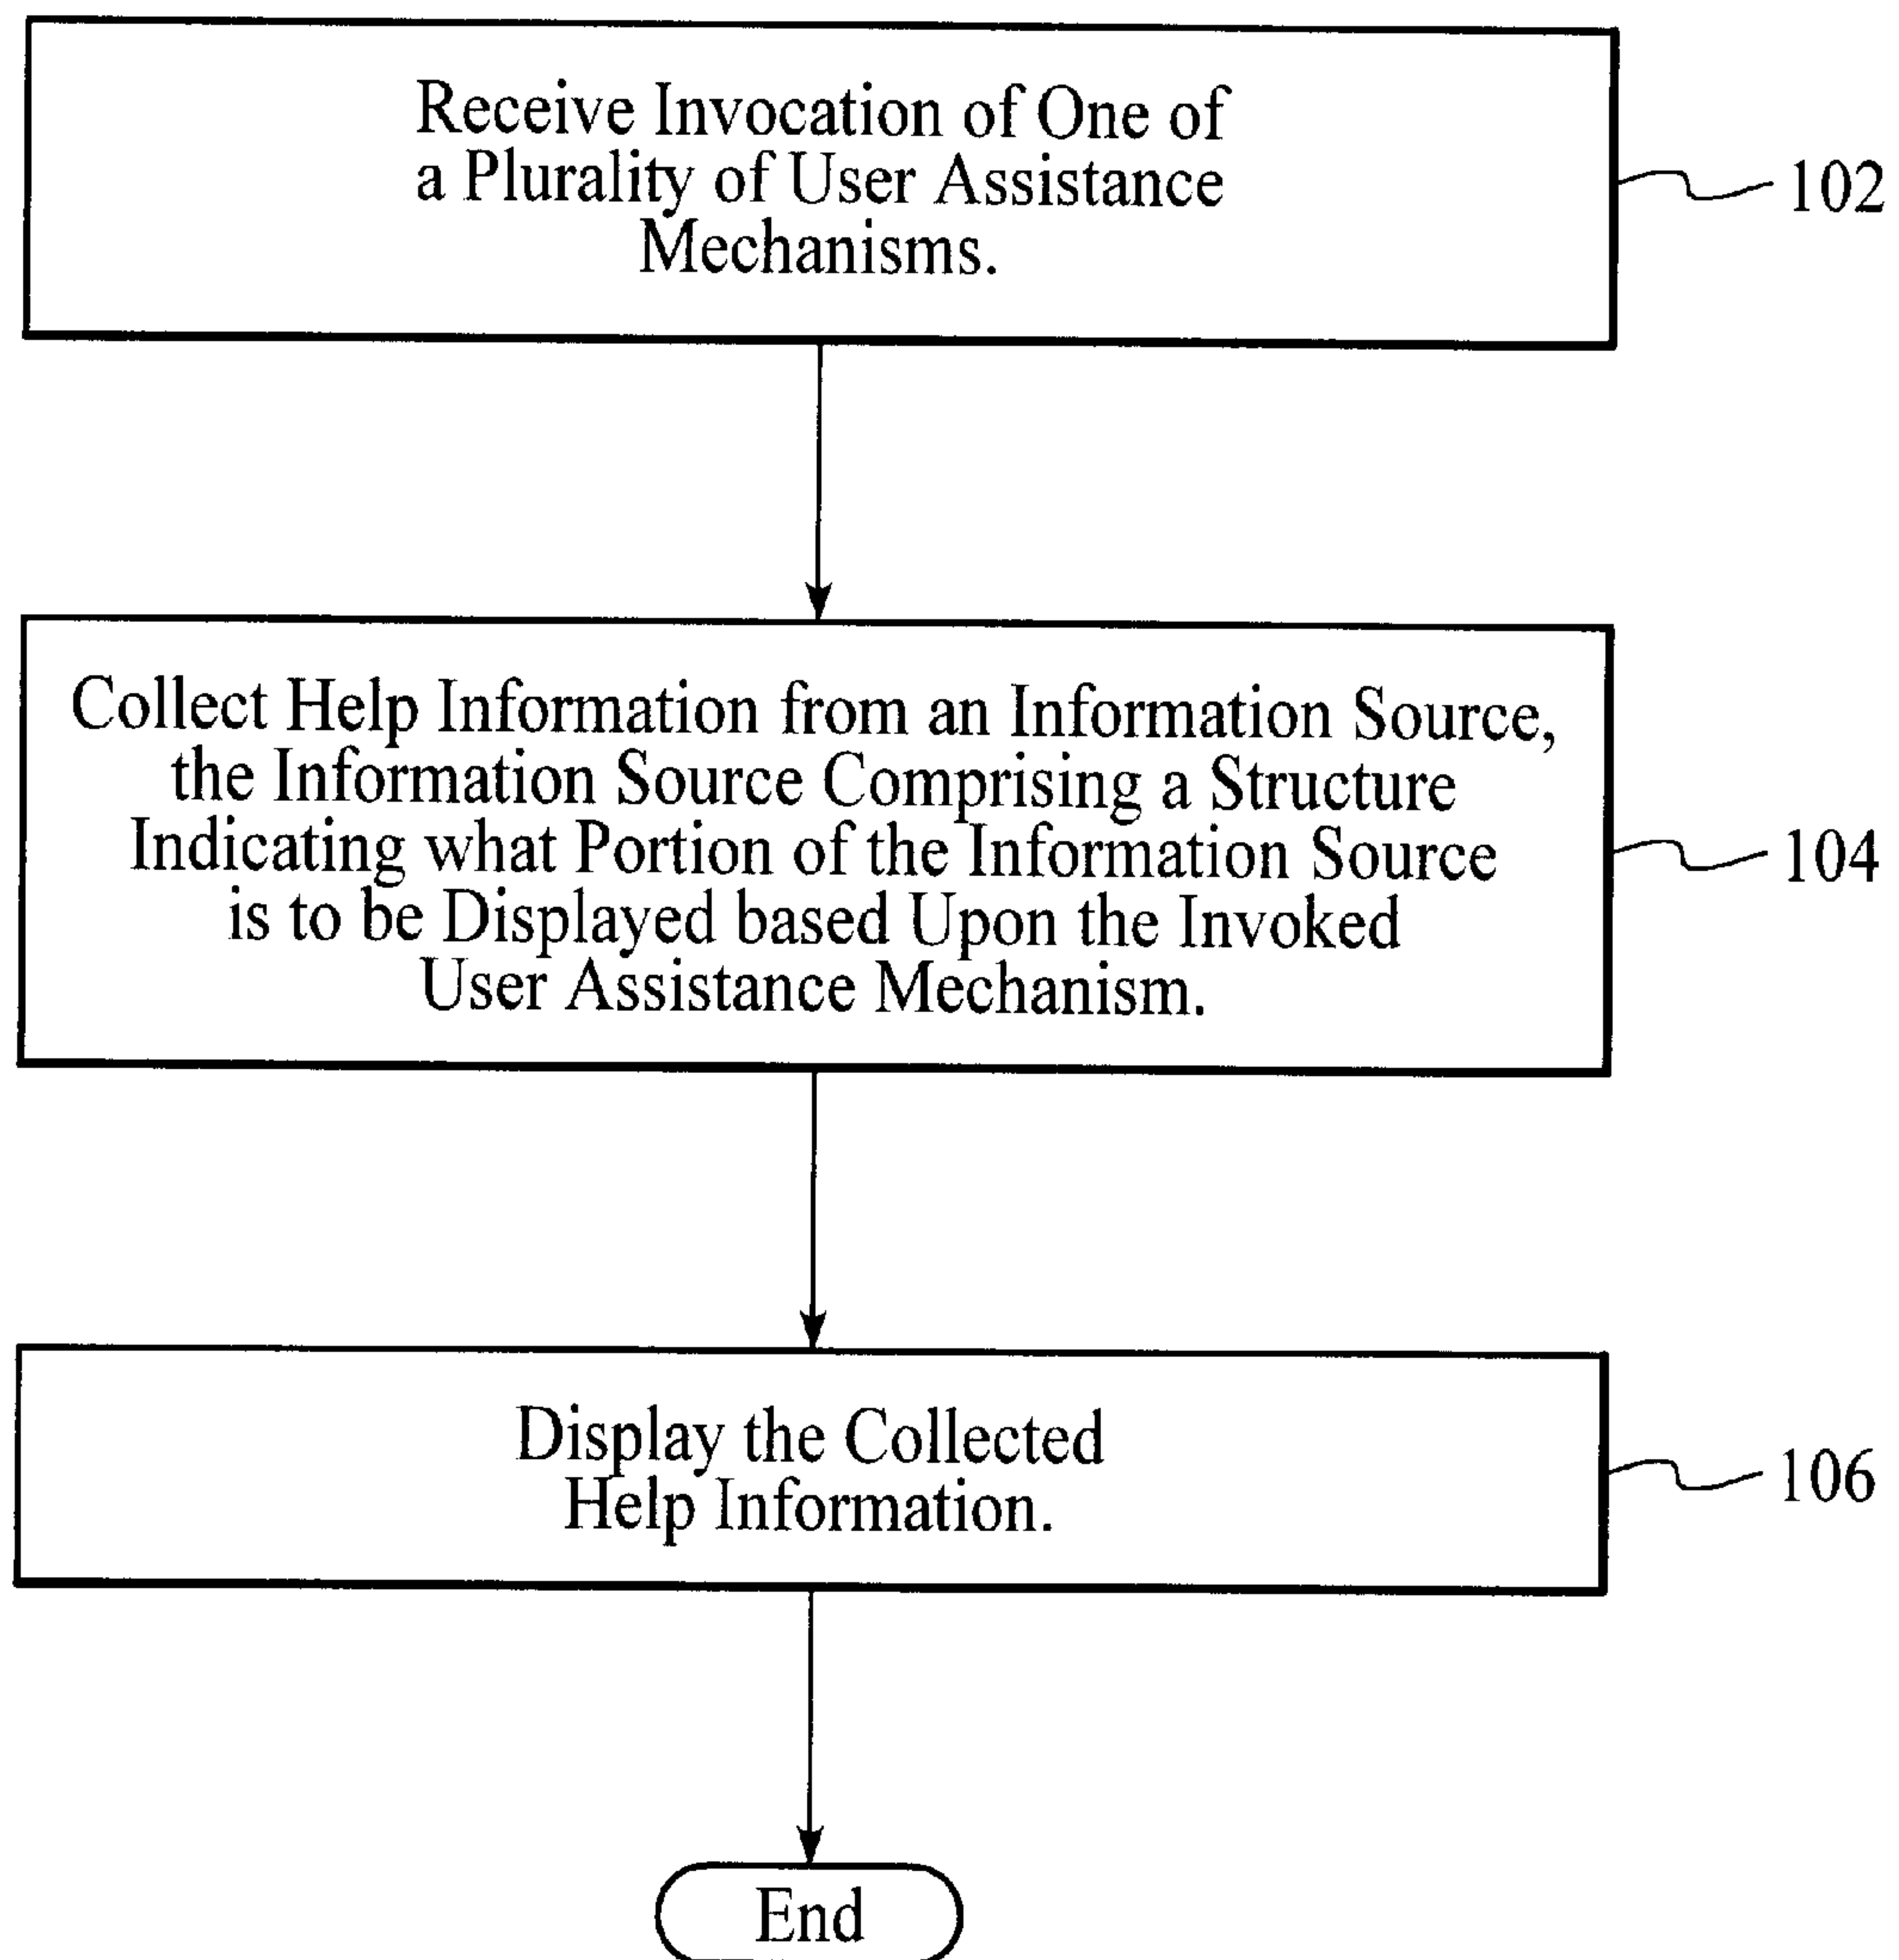 Receive Invocation of One of
a Plurality of User Assistance
Mechanisms.
102
Collect Help Information from an Information Source,
the Information Source Comprising a Structure
Indicating what Portion of the Information Source
is to be Displayed based Upon the Invoked
User Assistance Mechanism.
104
Display the Collected
Help Information.
106
End